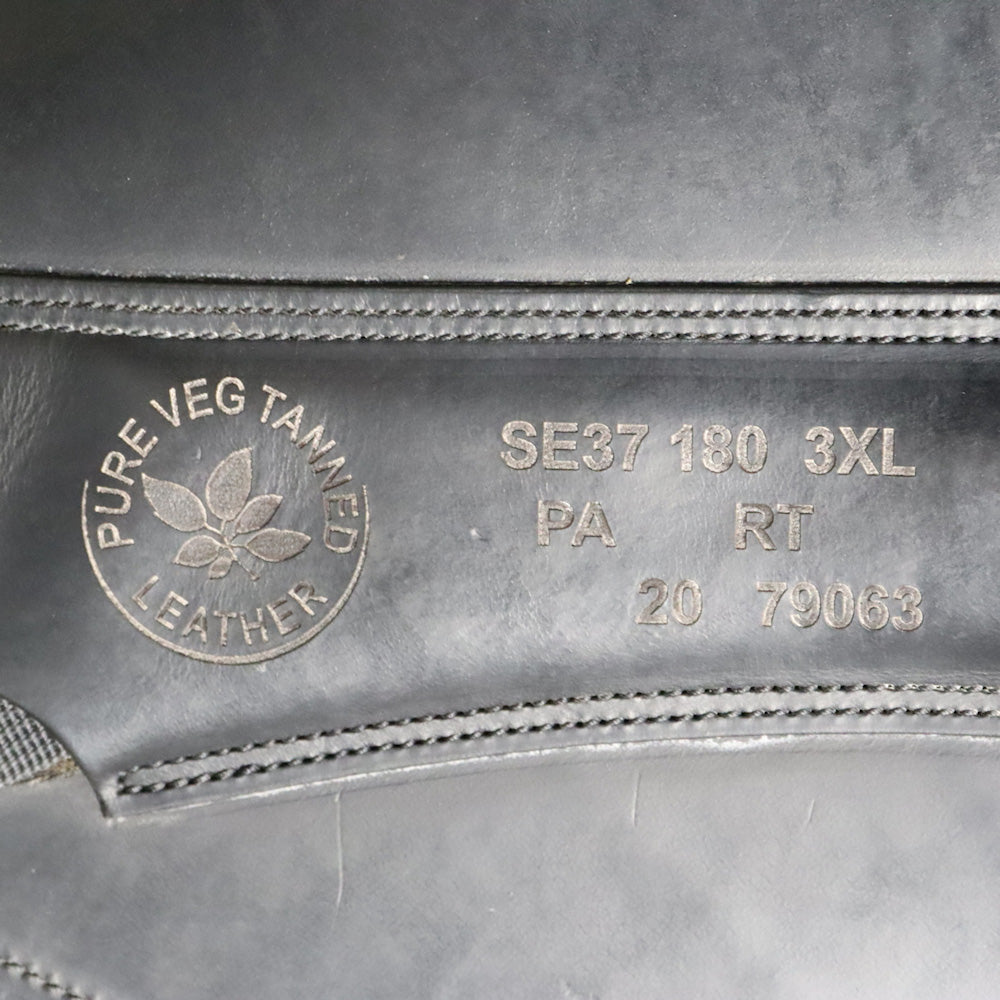 PURE VEG TANNED
LEATHER
SE37 180 3XL
PA RT
20 79063